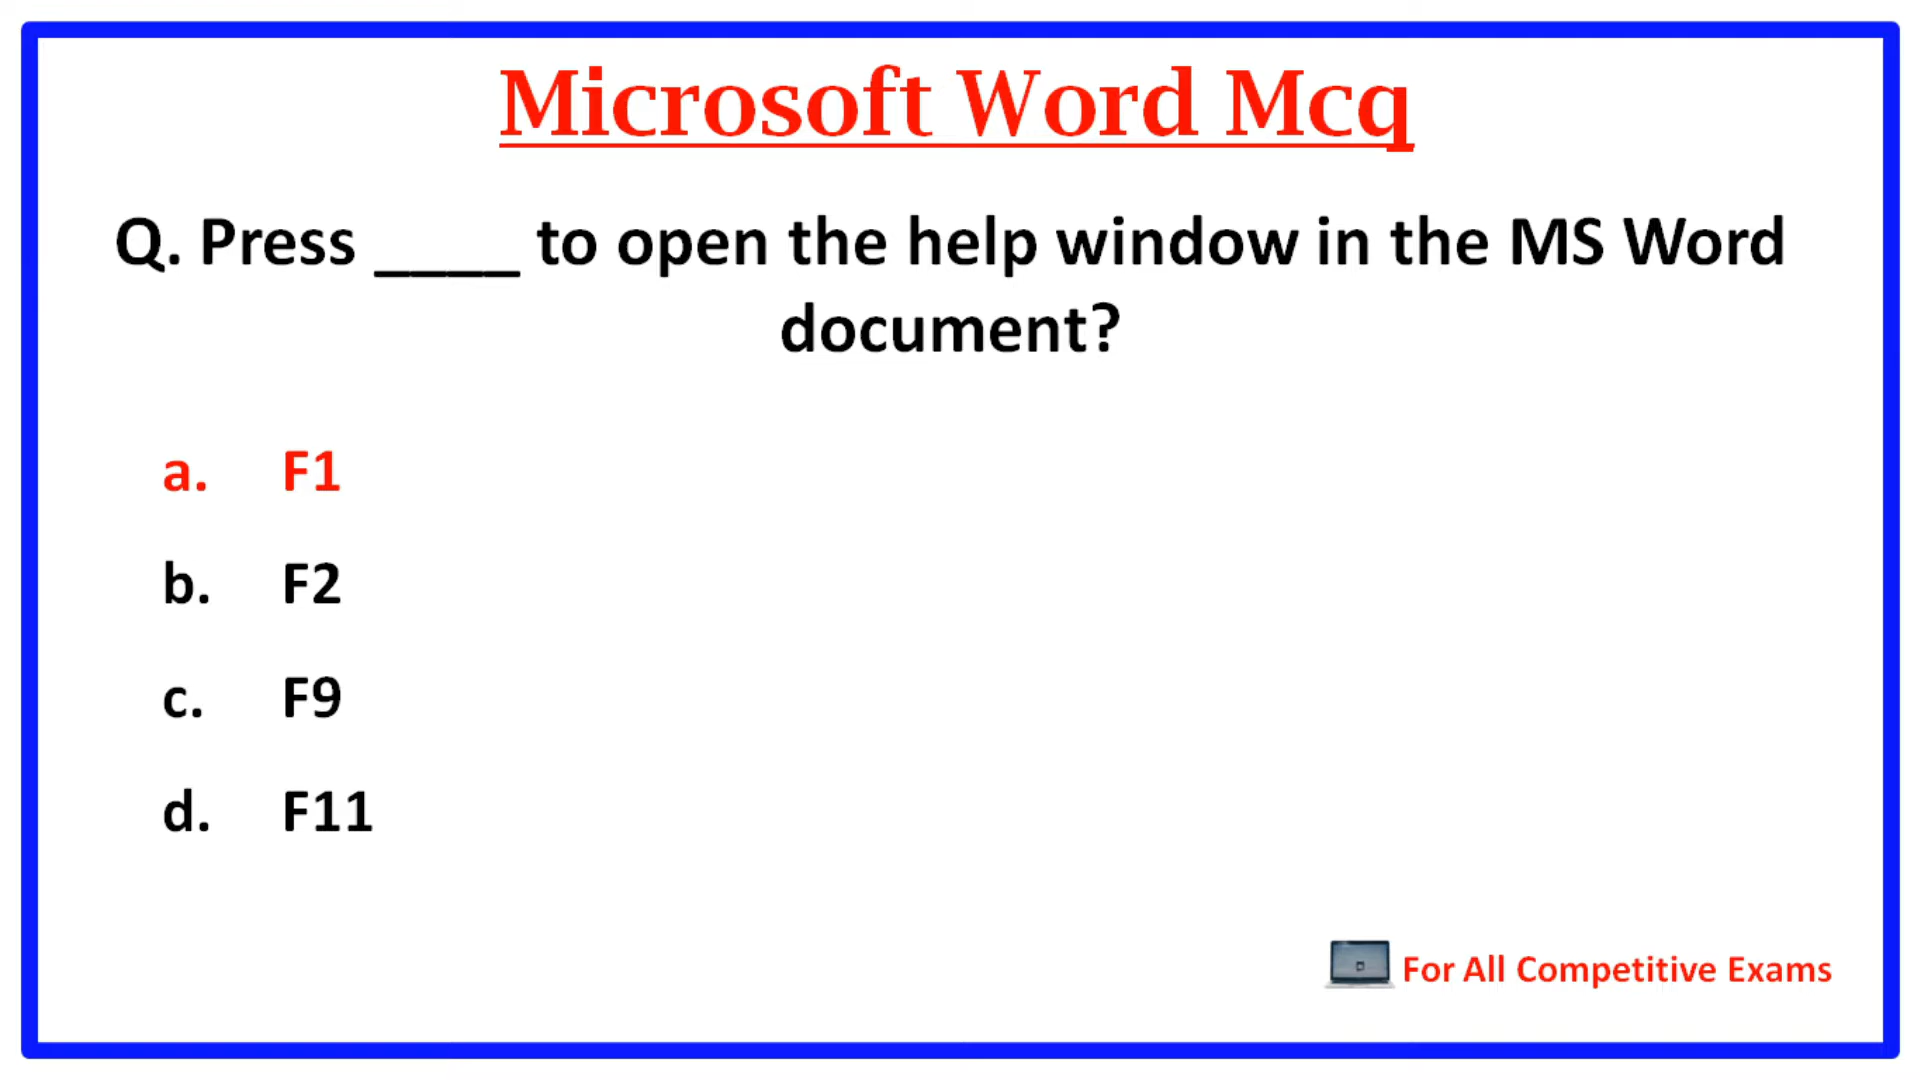 Microsoft Word Mcq
Q. Press ____ to open the help window in the MS Word
document?
a. F1
b. F2
c. F9
d. F11
For All Competitive Exams